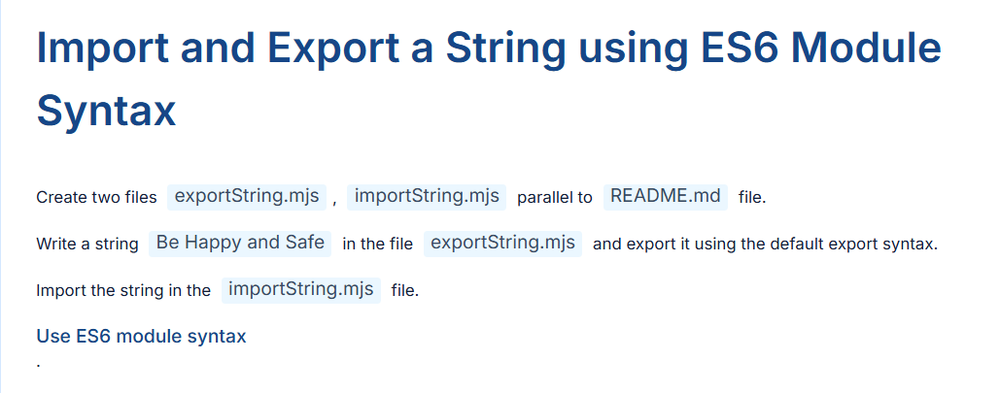 Import and Export a String using ES6 Module
Syntax
Create two files exportString.mjs , importString.mjs parallel to README.md file.
Write a string Be Happy and Safe in the file exportString.mjs and export it using the default export syntax.
Import the string in the importString.mjs file.
Use ES6 module syntax
.